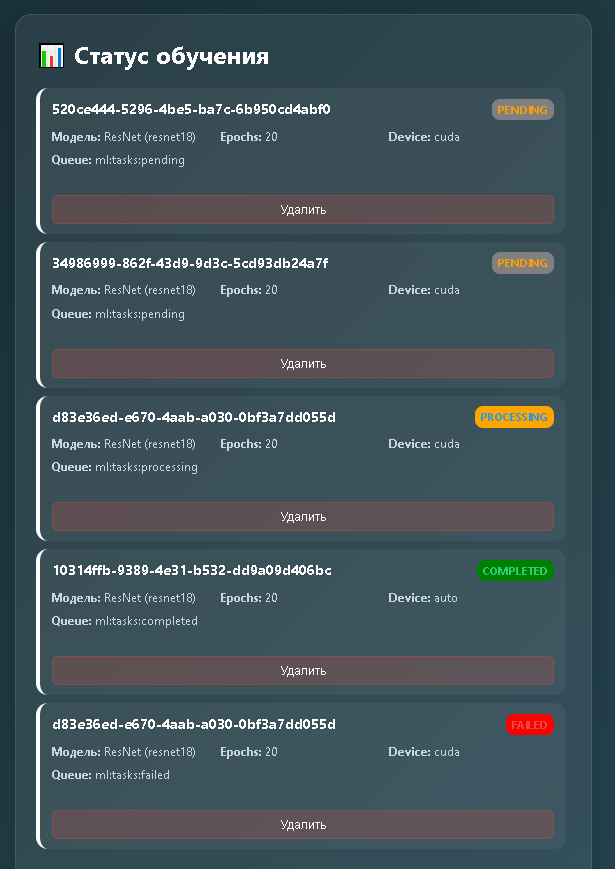 Статус обучения
520ce444-5296-4be5-ba7c-6b950cd4abf0 PENDING
Модель: ResNet (resnet18) Epochs: 20 Device: cuda
Queue: ml:tasks:pending
Удалить
34986999-862f-43d9-9d3c-5cd93db24a7f PENDING
Модель: ResNet (resnet18) Epochs: 20 Device: cuda
Queue: ml:tasks:pending
Удалить
d83e36ed-e670-4aab-a030-0bf3a7dd055d PROCESSING
Модель: ResNet (resnet18) Epochs: 20 Device: cuda
Queue: ml:tasks:processing
Удалить
10314ffb-9389-4e31-b532-dd9a09d406bc COMPLETED
Модель: ResNet (resnet18) Epochs: 20 Device: auto
Queue: ml:tasks:completed
Удалить
d83e36ed-e670-4aab-a030-0bf3a7dd055d FAILED
Модель: ResNet (resnet18) Epochs: 20 Device: cuda
Queue: ml:tasks:failed
Удалить